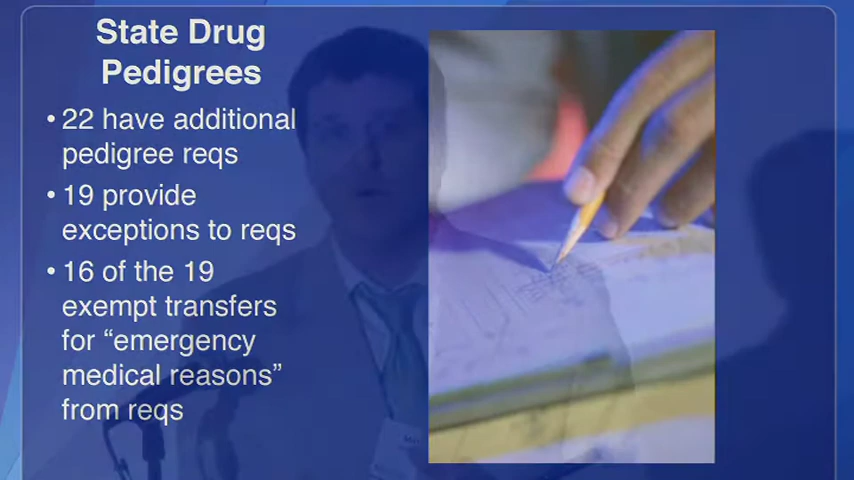 State Drug
Pedigrees
• 22 have additional
pedigree reqs
• 19 provide
exceptions to reqs
• 16 of the 19
exempt transfers
for “emergency
medical reasons”
from reqs